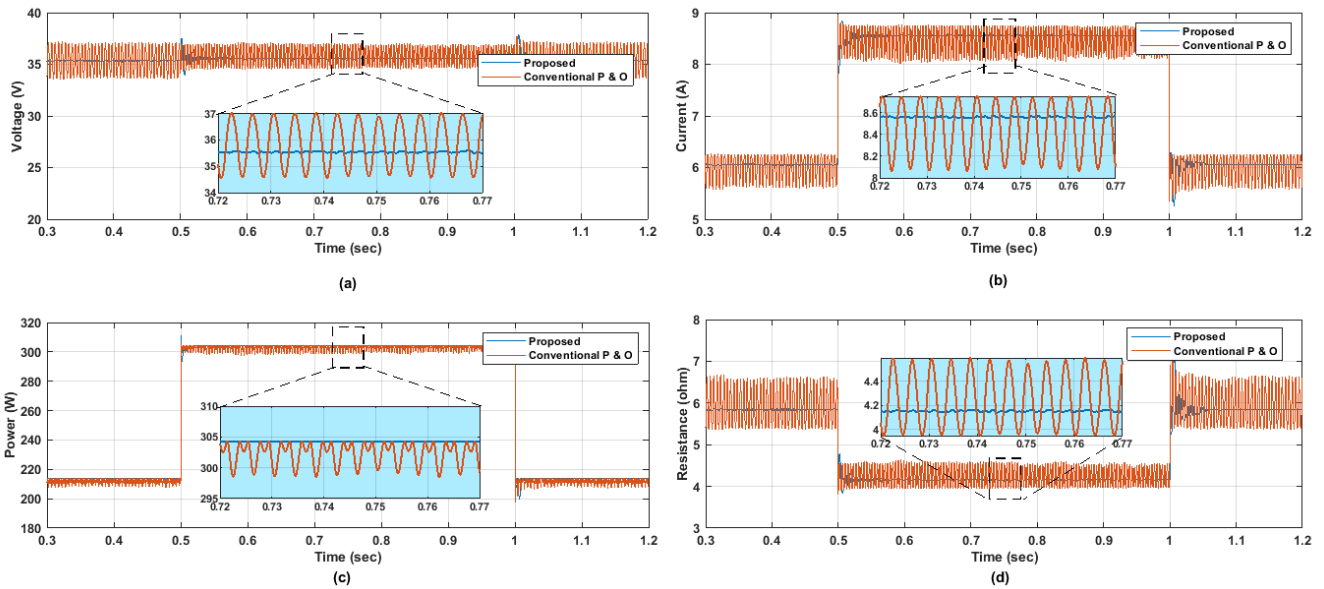 40
35
30
25
20
Voltage (V)
Proposed
Conventional P & O
37
36
35
34
0.72 0.73 0.74 0.75 0.76 0.77
0.3 0.4 0.5 0.6 0.7 0.8 0.9 1 1.1 1.2
Time (sec)
(a)
9
8
7
6
5
Current (A)
Proposed
Conventional P & O
8.6
8.4
8.2
8
0.72 0.73 0.74 0.75 0.76 0.77
0.3 0.4 0.5 0.6 0.7 0.8 0.9 1 1.1 1.2
Time (sec)
(b)
320
300
280
260
240
220
200
180
Power (W)
Proposed
Conventional P & O
310
305
300
295
0.72 0.73 0.74 0.75 0.76 0.77
0.3 0.4 0.5 0.6 0.7 0.8 0.9 1 1.1 1.2
Time (sec)
(c)
8
7
6
5
4
3
Resistance (ohm)
Proposed
Conventional P & O
4.4
4.2
4
0.72 0.73 0.74 0.75 0.76 0.77
0.3 0.4 0.5 0.6 0.7 0.8 0.9 1 1.1 1.2
Time (sec)
(d)